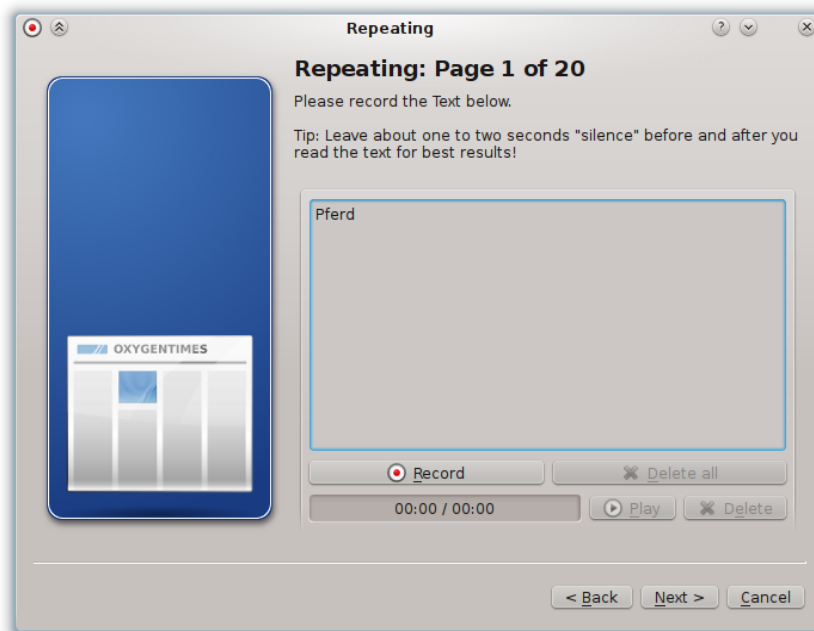 Repeating
Repeating: Page 1 of 20
Please record the Text below.
Tip: Leave about one to two seconds "silence" before and after you
read the text for best results!
Pferd
OXYGENTIMES
Record
Delete all
00:00 / 00:00
Play
Delete
< Back
Next >
Cancel